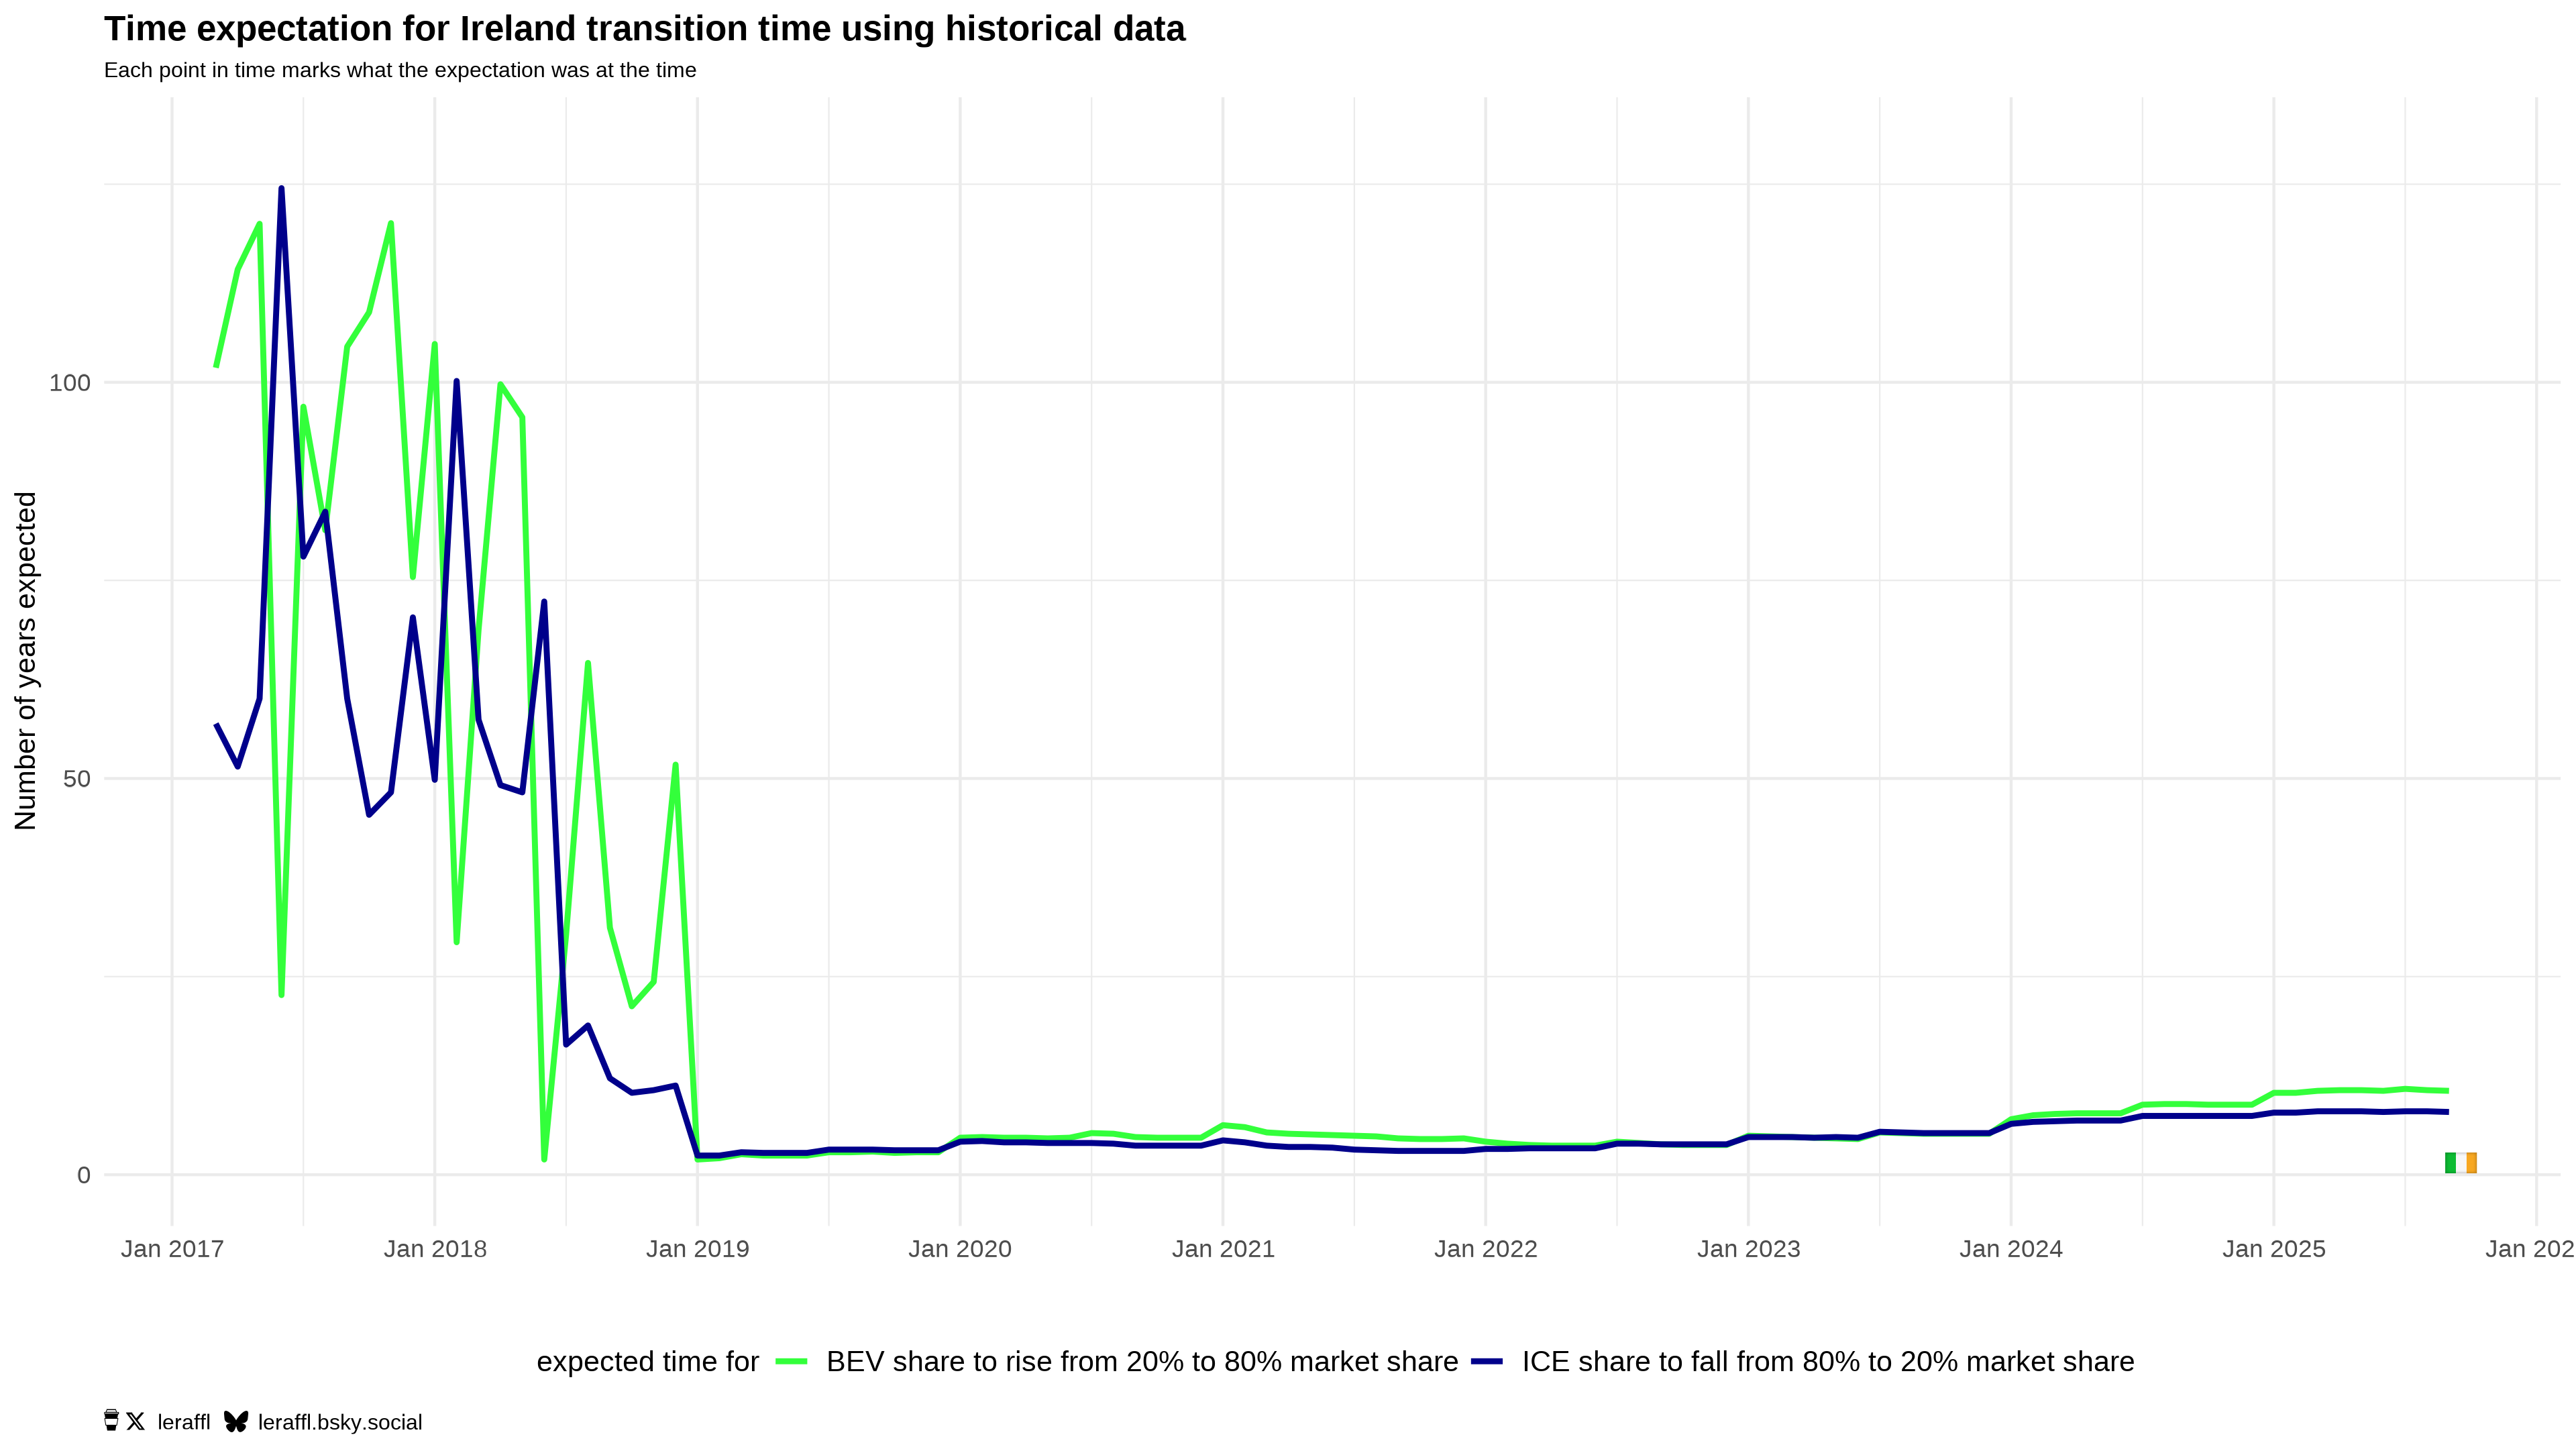 Time expectation for Ireland transition time using historical data
Each point in time marks what the expectation was at the time
Number of years expected
100
50
0
Jan 2017 Jan 2018 Jan 2019 Jan 2020 Jan 2021 Jan 2022 Jan 2023 Jan 2024 Jan 2025 Jan 202
expected time for BEV share to rise from 20% to 80% market share ICE share to fall from 80% to 20% market share
leraffl leraffl.bsky.social